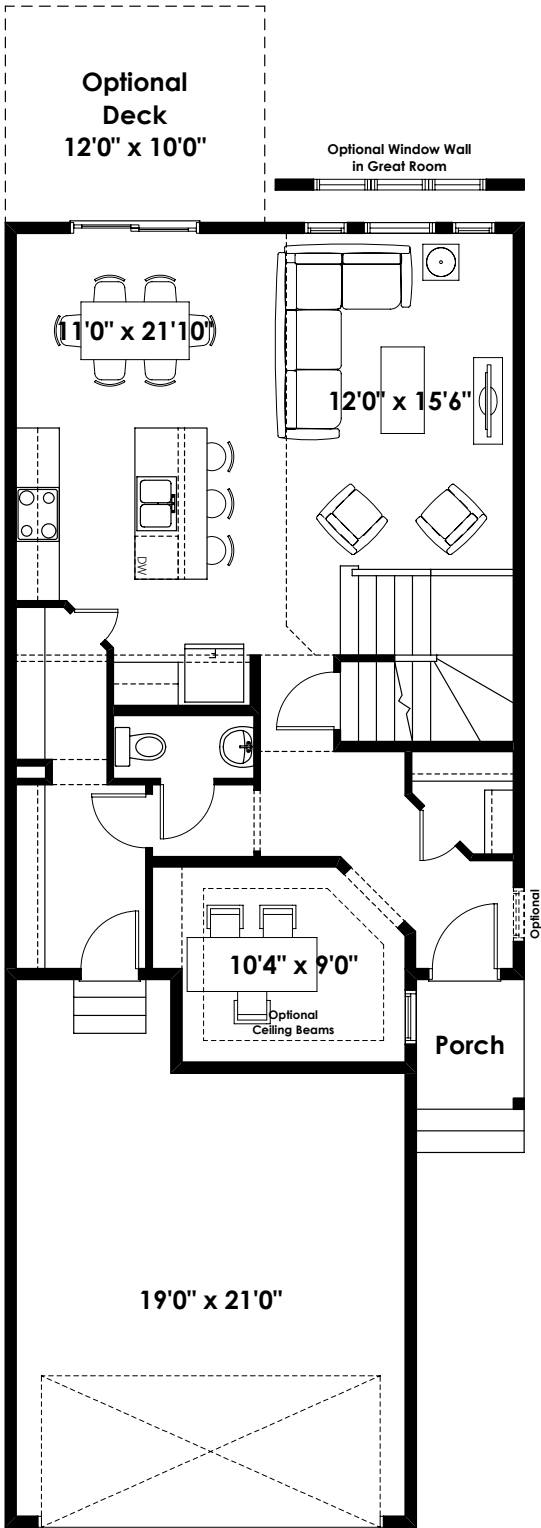 Optional
Deck
12'0" x 10'0"
Optional Window Wall
in Great Room
11'0" x 21'10"
12'0" x 15'6"
DW
Optional
10'4" x 9'0"
Optional
Ceiling Beams
Porch
19'0" x 21'0"